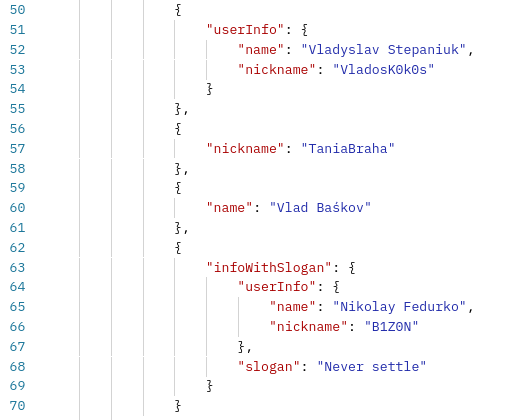 50 {
51 "userInfo": {
52 "name": "Vladyslav Stepaniuk",
53 "nickname": "VladosK0k0s"
54 }
55 },
56 {
57 "nickname": "TaniaBraha"
58 },
59 {
60 "name": "Vlad Baśkov"
61 },
62 {
63 "infoWithSlogan": {
64 "userInfo": {
65 "name": "Nikolay Fedurko",
66 "nickname": "B1Z0N"
67 },
68 "slogan": "Never settle"
69 }
70 }